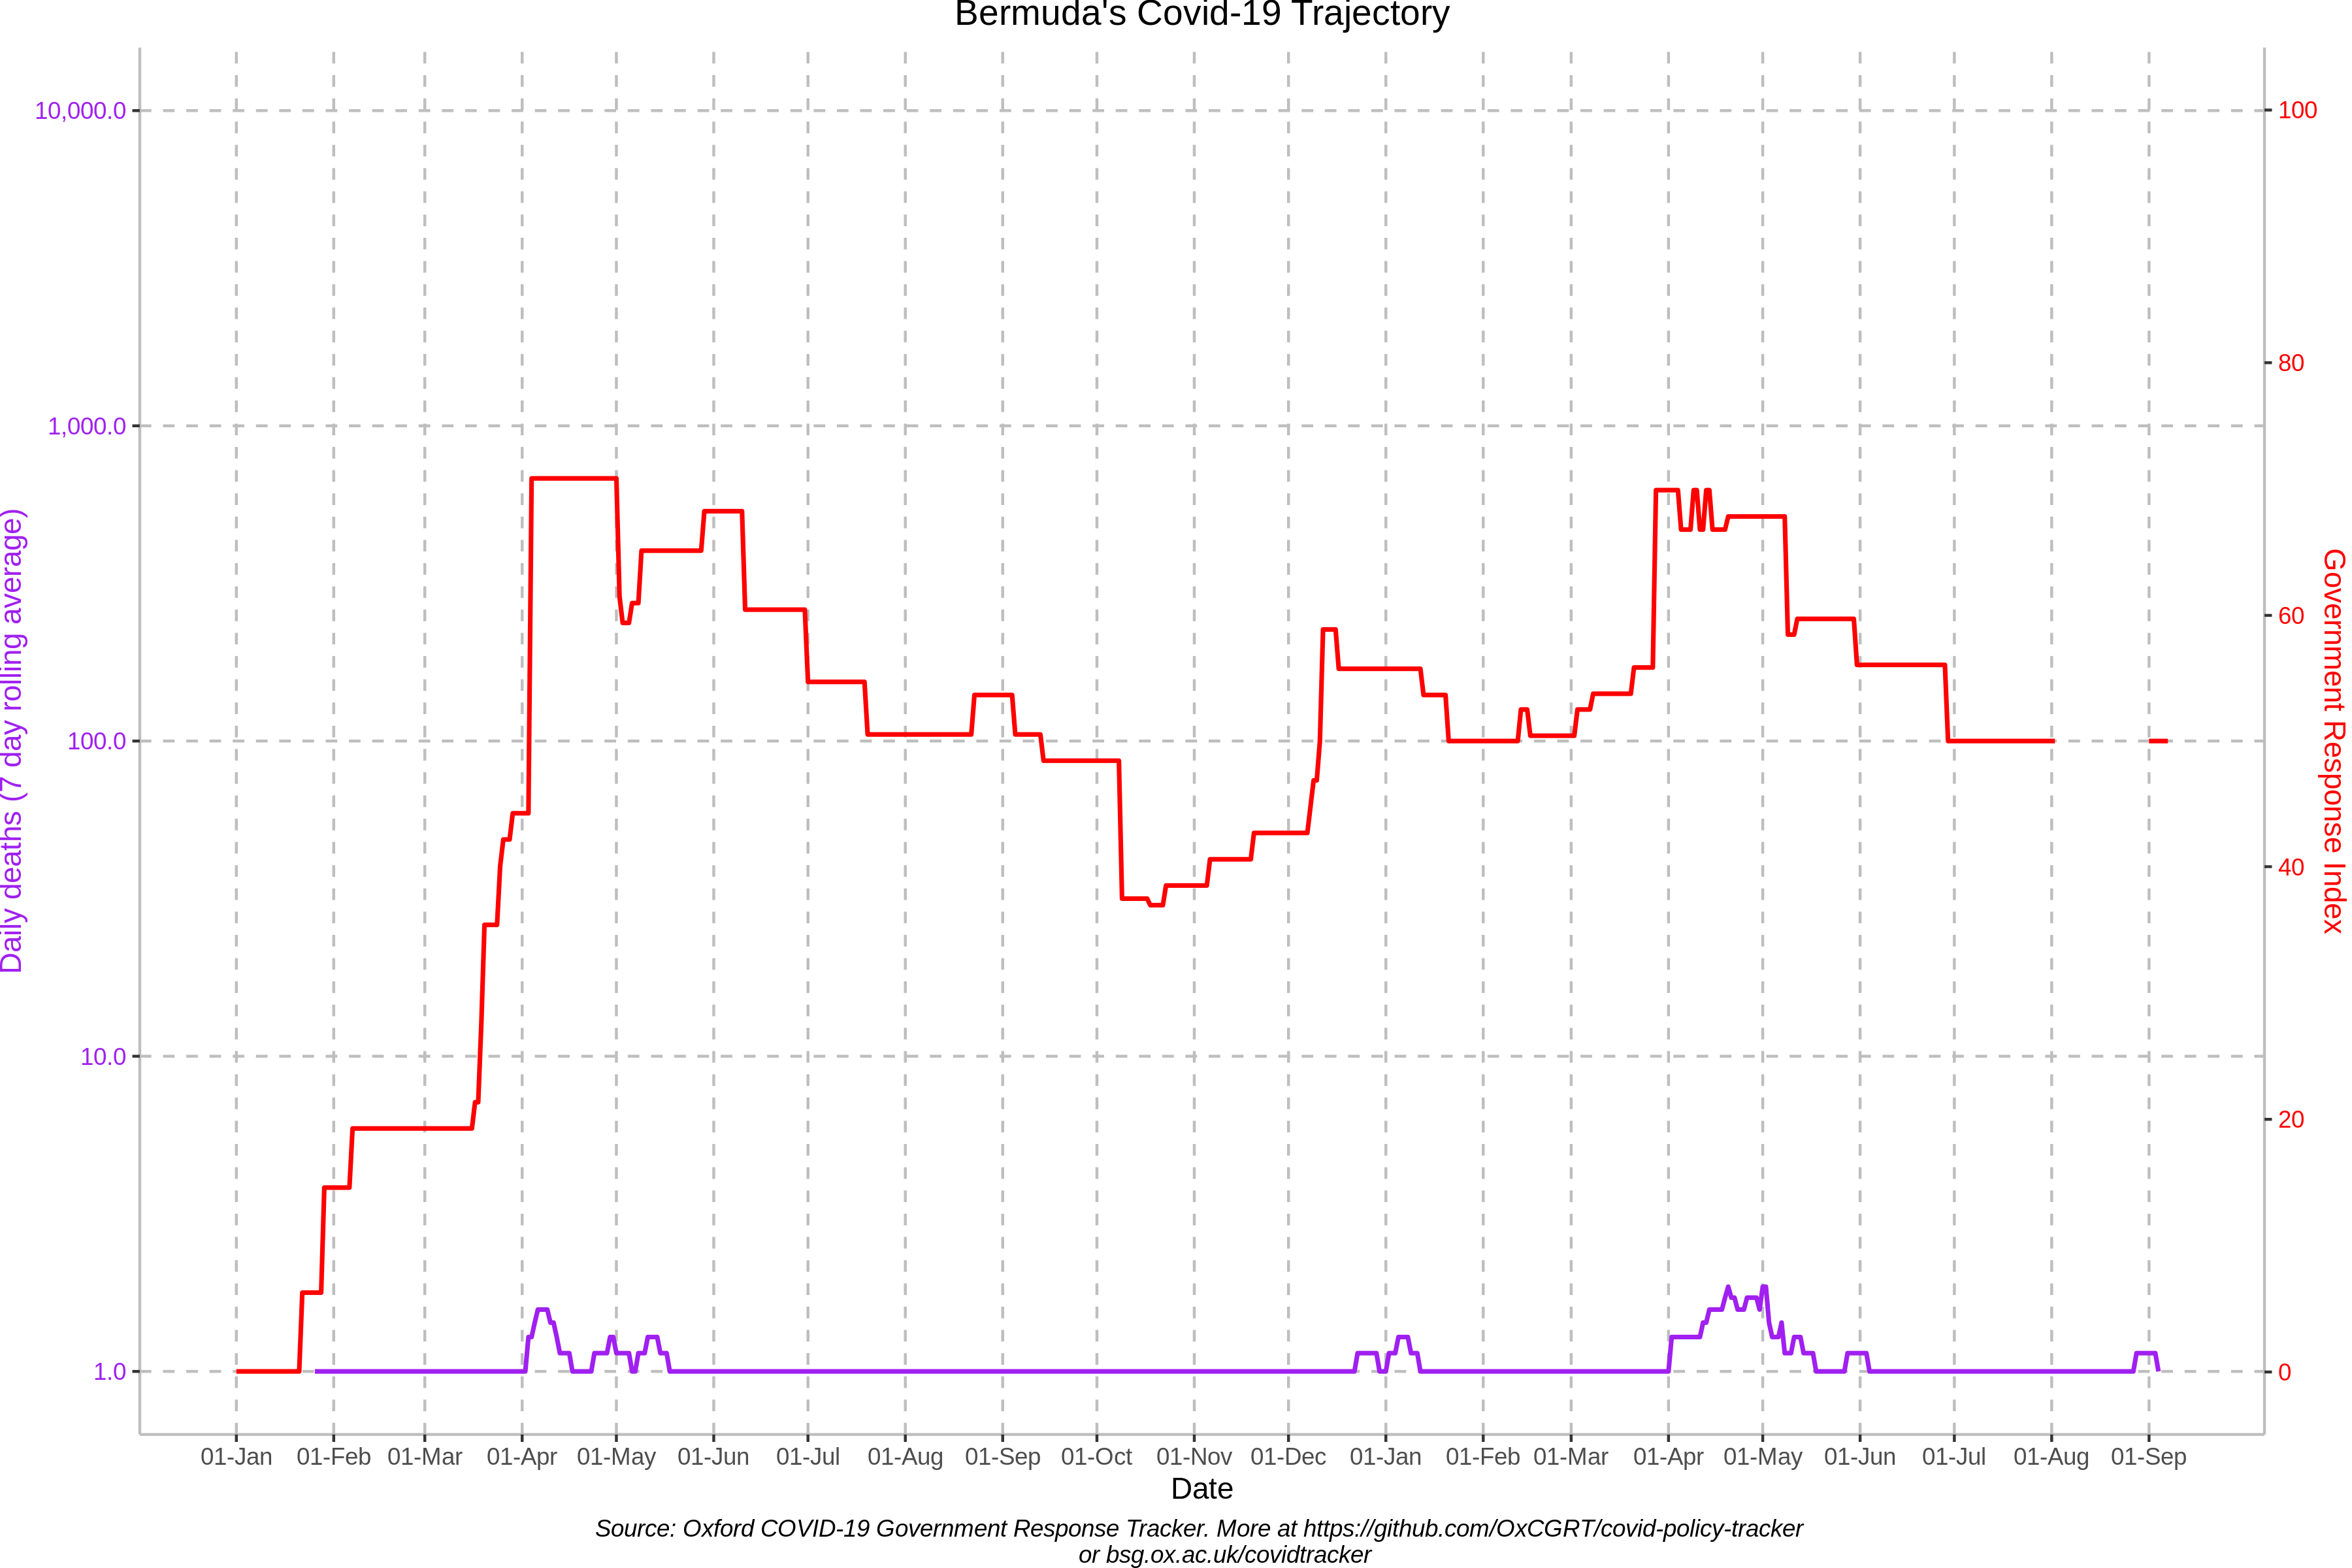 Bermuda's Covid-19 Trajectory
10,000.0
1,000.0
100.0
10.0
1.0
Daily deaths (7 day rolling average)
100
80
60
40
20
0
Government Response Index
01-Jan 01-Feb 01-Mar 01-Apr 01-May 01-Jun 01-Jul 01-Aug 01-Sep 01-Oct 01-Nov 01-Dec 01-Jan 01-Feb 01-Mar 01-Apr 01-May 01-Jun 01-Jul 01-Aug 01-Sep
Date
Source: Oxford COVID-19 Government Response Tracker. More at https://github.com/OxCGRT/covid-policy-tracker
or bsg.ox.ac.uk/covidtracker